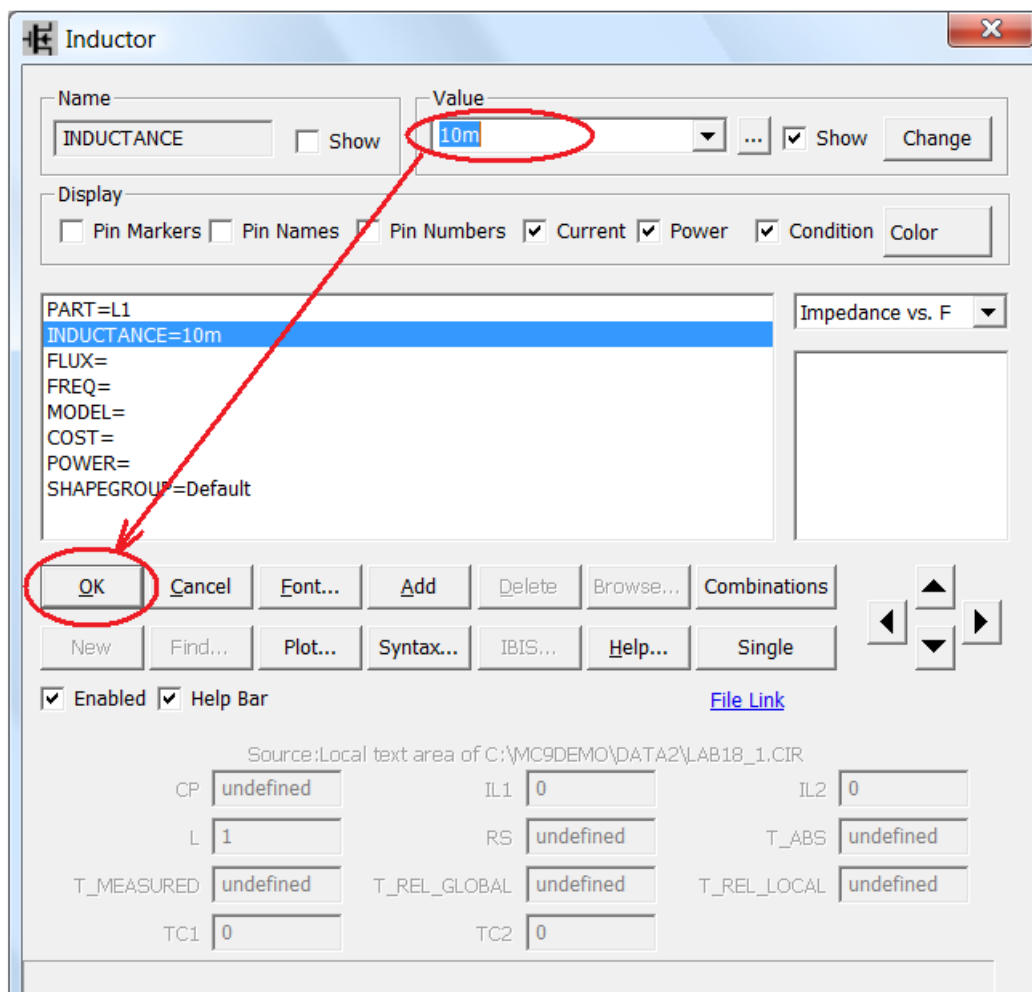 Inductor
Name
INDUCTANCE Show
Value
10m ... Show Change
Display
Pin Markers Pin Names Pin Numbers Current Power Condition Color
PART=L1
INDUCTANCE=10m
FLUX=
FREQ=
MODEL=
COST=
POWER=
SHAPEGROUP=Default
Impedance vs. F
OK Cancel Font... Add Delete Browse... Combinations
New Find... Plot... Syntax... IBIS... Help... Single
Enabled Help Bar File Link
Source:Local text area of C:\MC9DEMO\DATA2\LAB18_1.CIR
CP undefined IL1 0 IL2 0
L 1 RS undefined T_ABS undefined
T_MEASURED undefined T_REL_GLOBAL undefined T_REL_LOCAL undefined
TC1 0 TC2 0